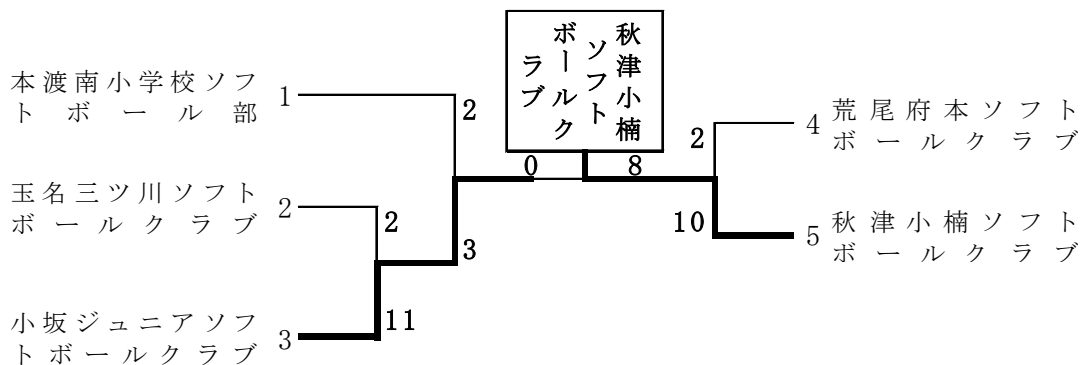 秋津小楠
ソフト
ボールク
ラブ
本渡南小学校ソフ
トボール部
1
2
玉名三ツ川ソフト
ボールクラブ
2
2
小坂ジュニアソフ
トボールクラブ
3
11
3
0
8
2
4
荒尾府本ソフト
ボールクラブ
10
5
秋津小楠ソフト
ボールクラブ